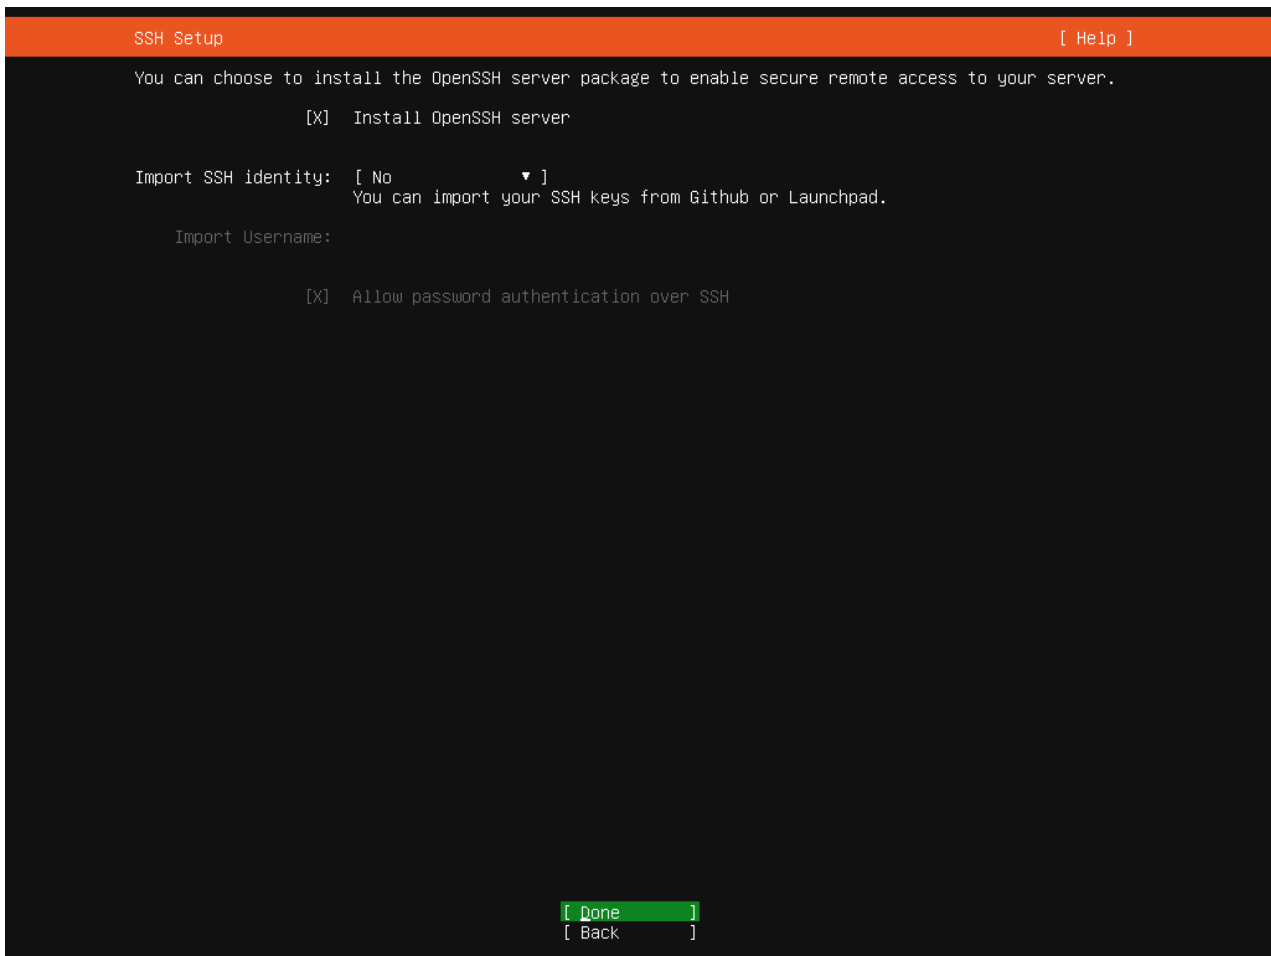 SSH Setup [ Help ]
You can choose to install the OpenSSH server package to enable secure remote access to your server.
[X] Install OpenSSH server
Import SSH identity: [ No ▼ ]
You can import your SSH keys from Github or Launchpad.
Import Username:
[X] Allow password authentication over SSH
[ Done ]
[ Back ]